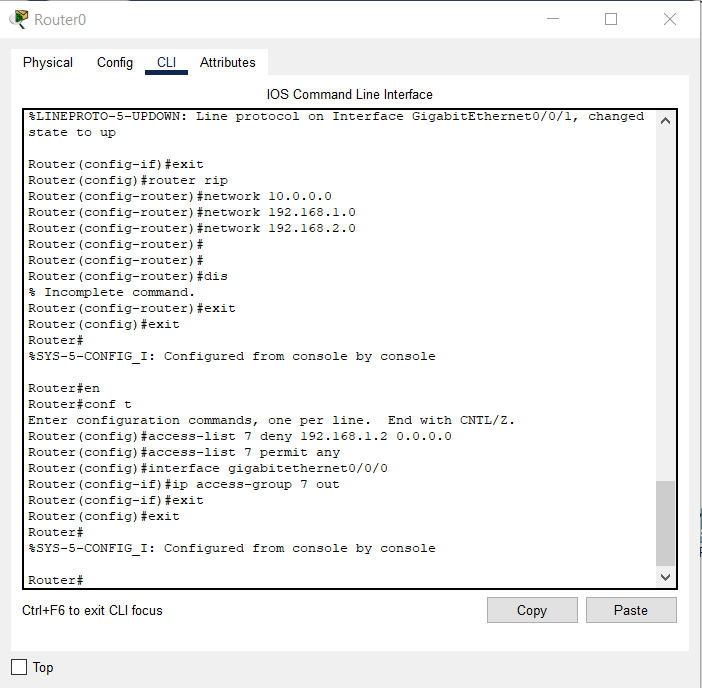 Router0
Physical Config CLI Attributes
IOS Command Line Interface
%LINEPROTO-5-UPDOWN: Line protocol on Interface GigabitEthernet0/0/1, changed
state to up
Router(config-if)#exit
Router(config)#router rip
Router(config-router)#network 10.0.0.0
Router(config-router)#network 192.168.1.0
Router(config-router)#network 192.168.2.0
Router(config-router)#
Router(config-router)#
Router(config-router)#dis
% Incomplete command.
Router(config-router)#exit
Router(config)#exit
Router#
%SYS-5-CONFIG_I: Configured from console by console
Router#en
Router#conf t
Enter configuration commands, one per line.  End with CNTL/Z.
Router(config)#access-list 7 deny 192.168.1.2 0.0.0.0
Router(config)#access-list 7 permit any
Router(config)#interface gigabitethernet0/0/0
Router(config-if)#ip access-group 7 out
Router(config-if)#exit
Router(config)#exit
Router#
%SYS-5-CONFIG_I: Configured from console by console
Router#
Ctrl+F6 to exit CLI focus
Copy Paste
Top